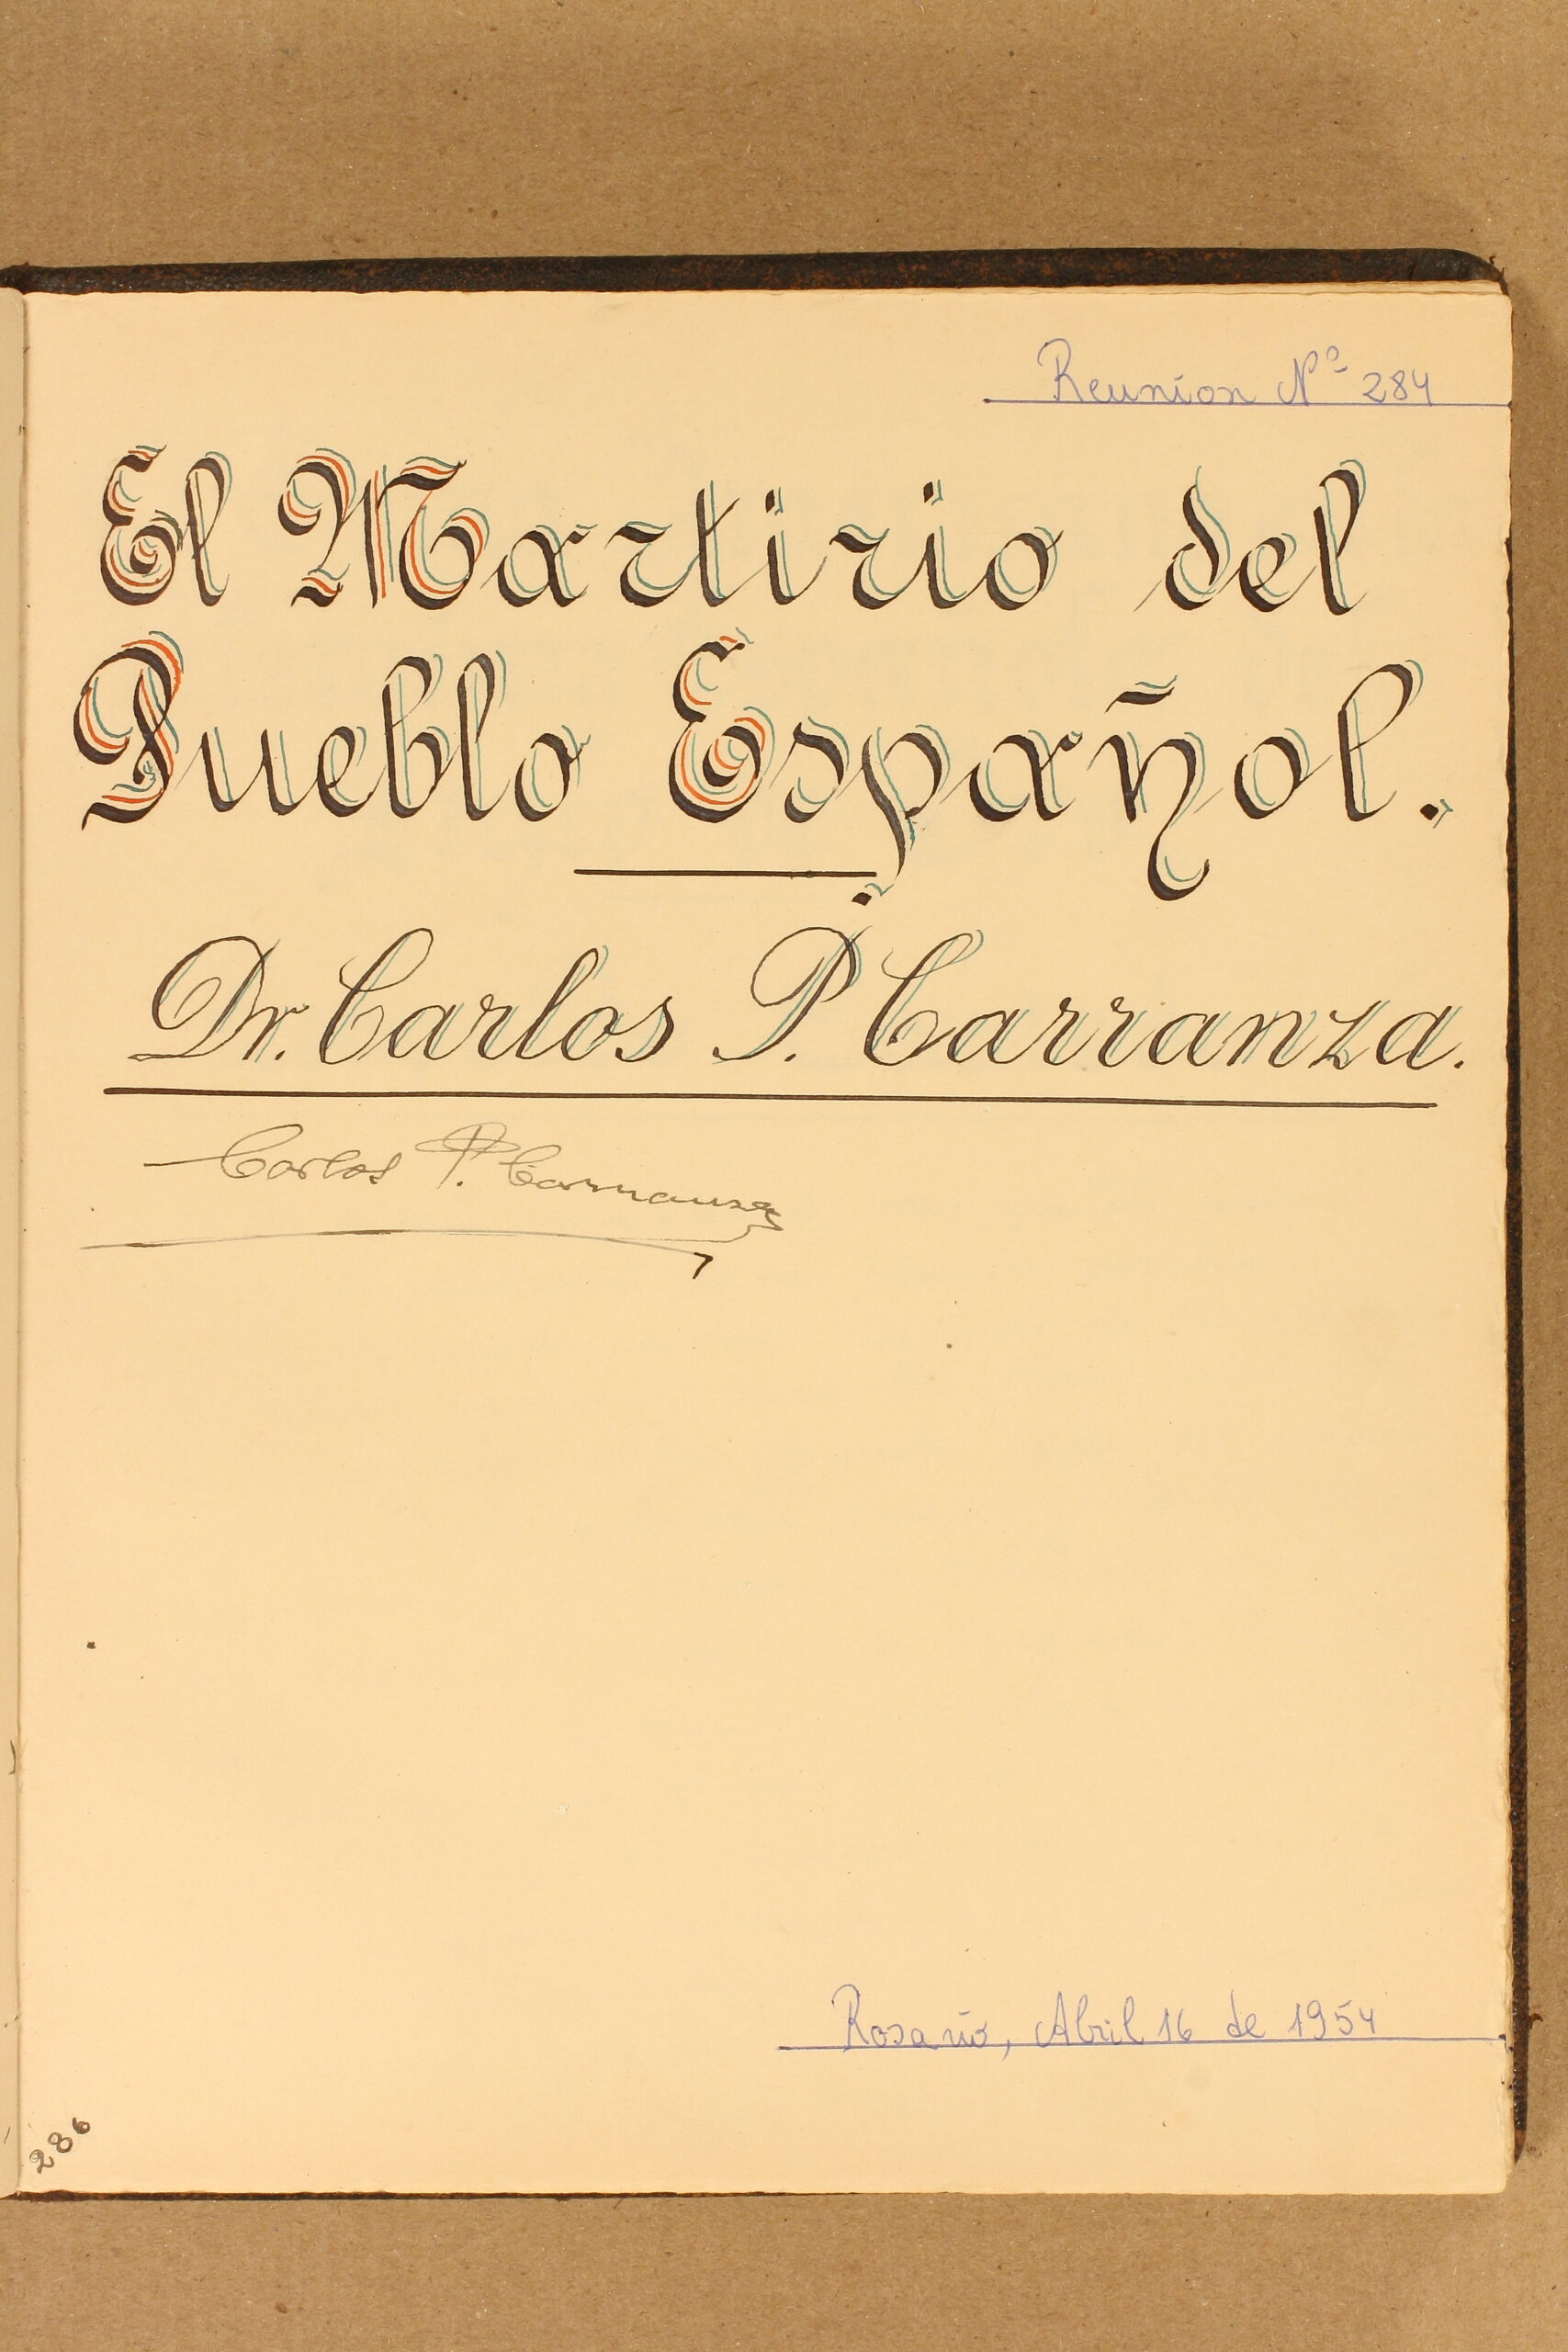 Reunion Nº 284
El Martirio del
Pueblo Español.
Dr. Carlos P. Carranza.
Carlos P. Carranza
Rosario, Abril 16 de 1954
286